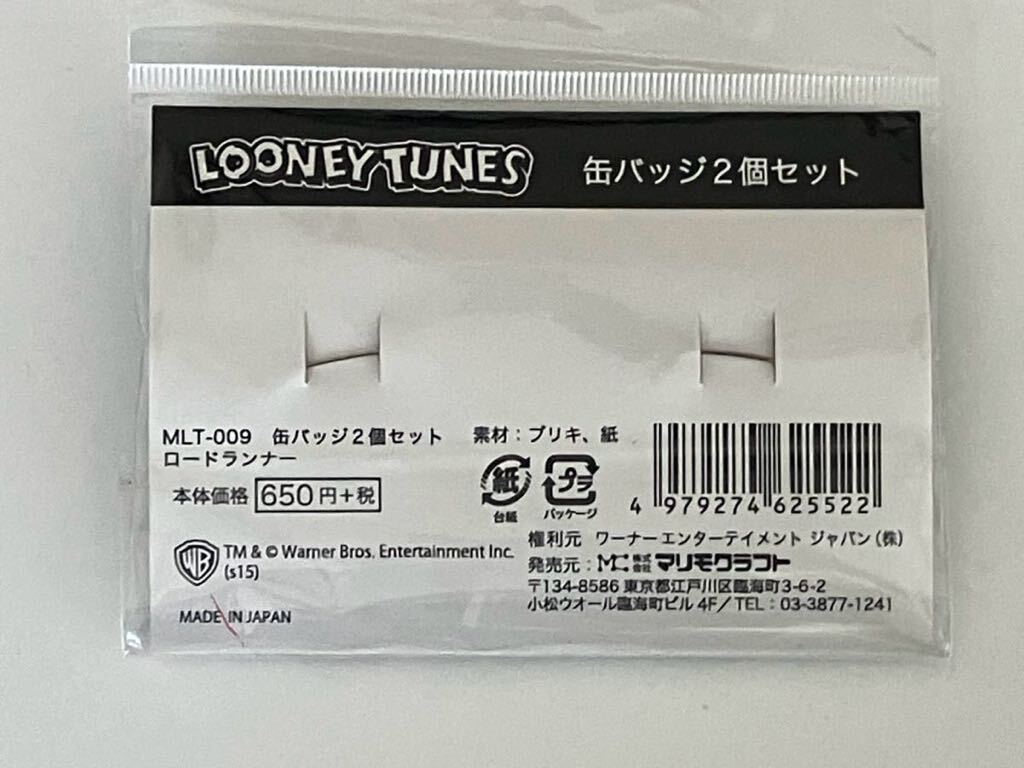 LOONEY TUNES 缶バッジ2個セット
MLT-009 缶バッジ2個セット
ロードランナー
本体価格 650円+税
素材：ブリキ、紙
紙
台紙
プラ
パッケージ
4 979274 625522
WB TM & © Warner Bros. Entertainment Inc.
(s15)
MADE IN JAPAN
権利元 ワーナーエンターテイメント ジャパン(株)
発売元：MC 株式会社 マリモクラフト
〒134-8586 東京都江戸川区臨海町3-6-2
小松ウオール臨海町ビル 4F/TEL：03-3877-1241